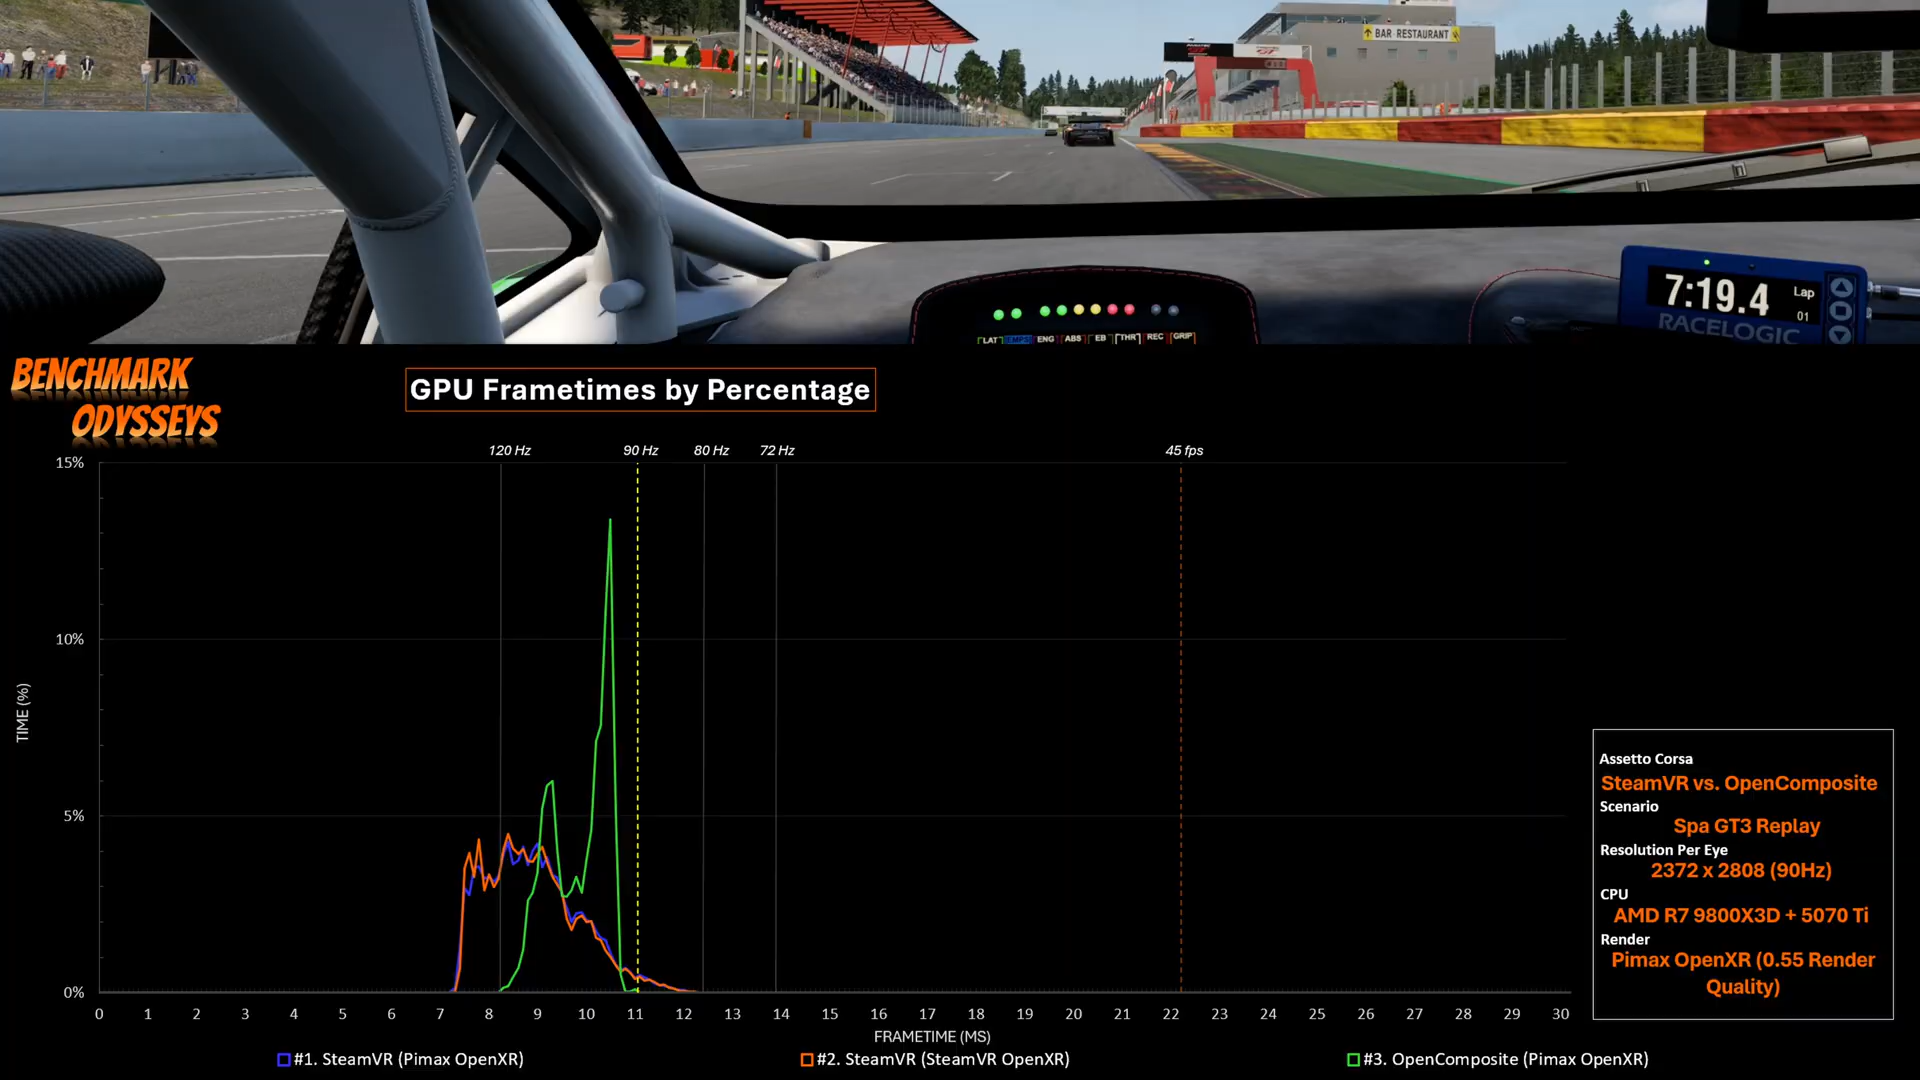 BAR RESTAURANT
7:19.4
Lap
01
RACELOGIC
LAT
ENG
ABS
EB
THR
REC
GRIP
BENCHMARK
ODYSSEYS
GPU Frametimes by Percentage
120 Hz
90 Hz
80 Hz
72 Hz
45 fps
15%
10%
5%
0%
TIME (%)
0 1 2 3 4 5 6 7 8 9 10 11 12 13 14 15 16 17 18 19 20 21 22 23 24 25 26 27 28 29 30
FRAMETIME (MS)
#1. SteamVR (Pimax OpenXR)
#2. SteamVR (SteamVR OpenXR)
#3. OpenComposite (Pimax OpenXR)
Assetto Corsa
SteamVR vs. OpenComposite
Scenario
Spa GT3 Replay
Resolution Per Eye
2372 x 2808 (90Hz)
CPU
AMD R7 9800X3D + 5070 Ti
Render
Pimax OpenXR (0.55 Render
Quality)